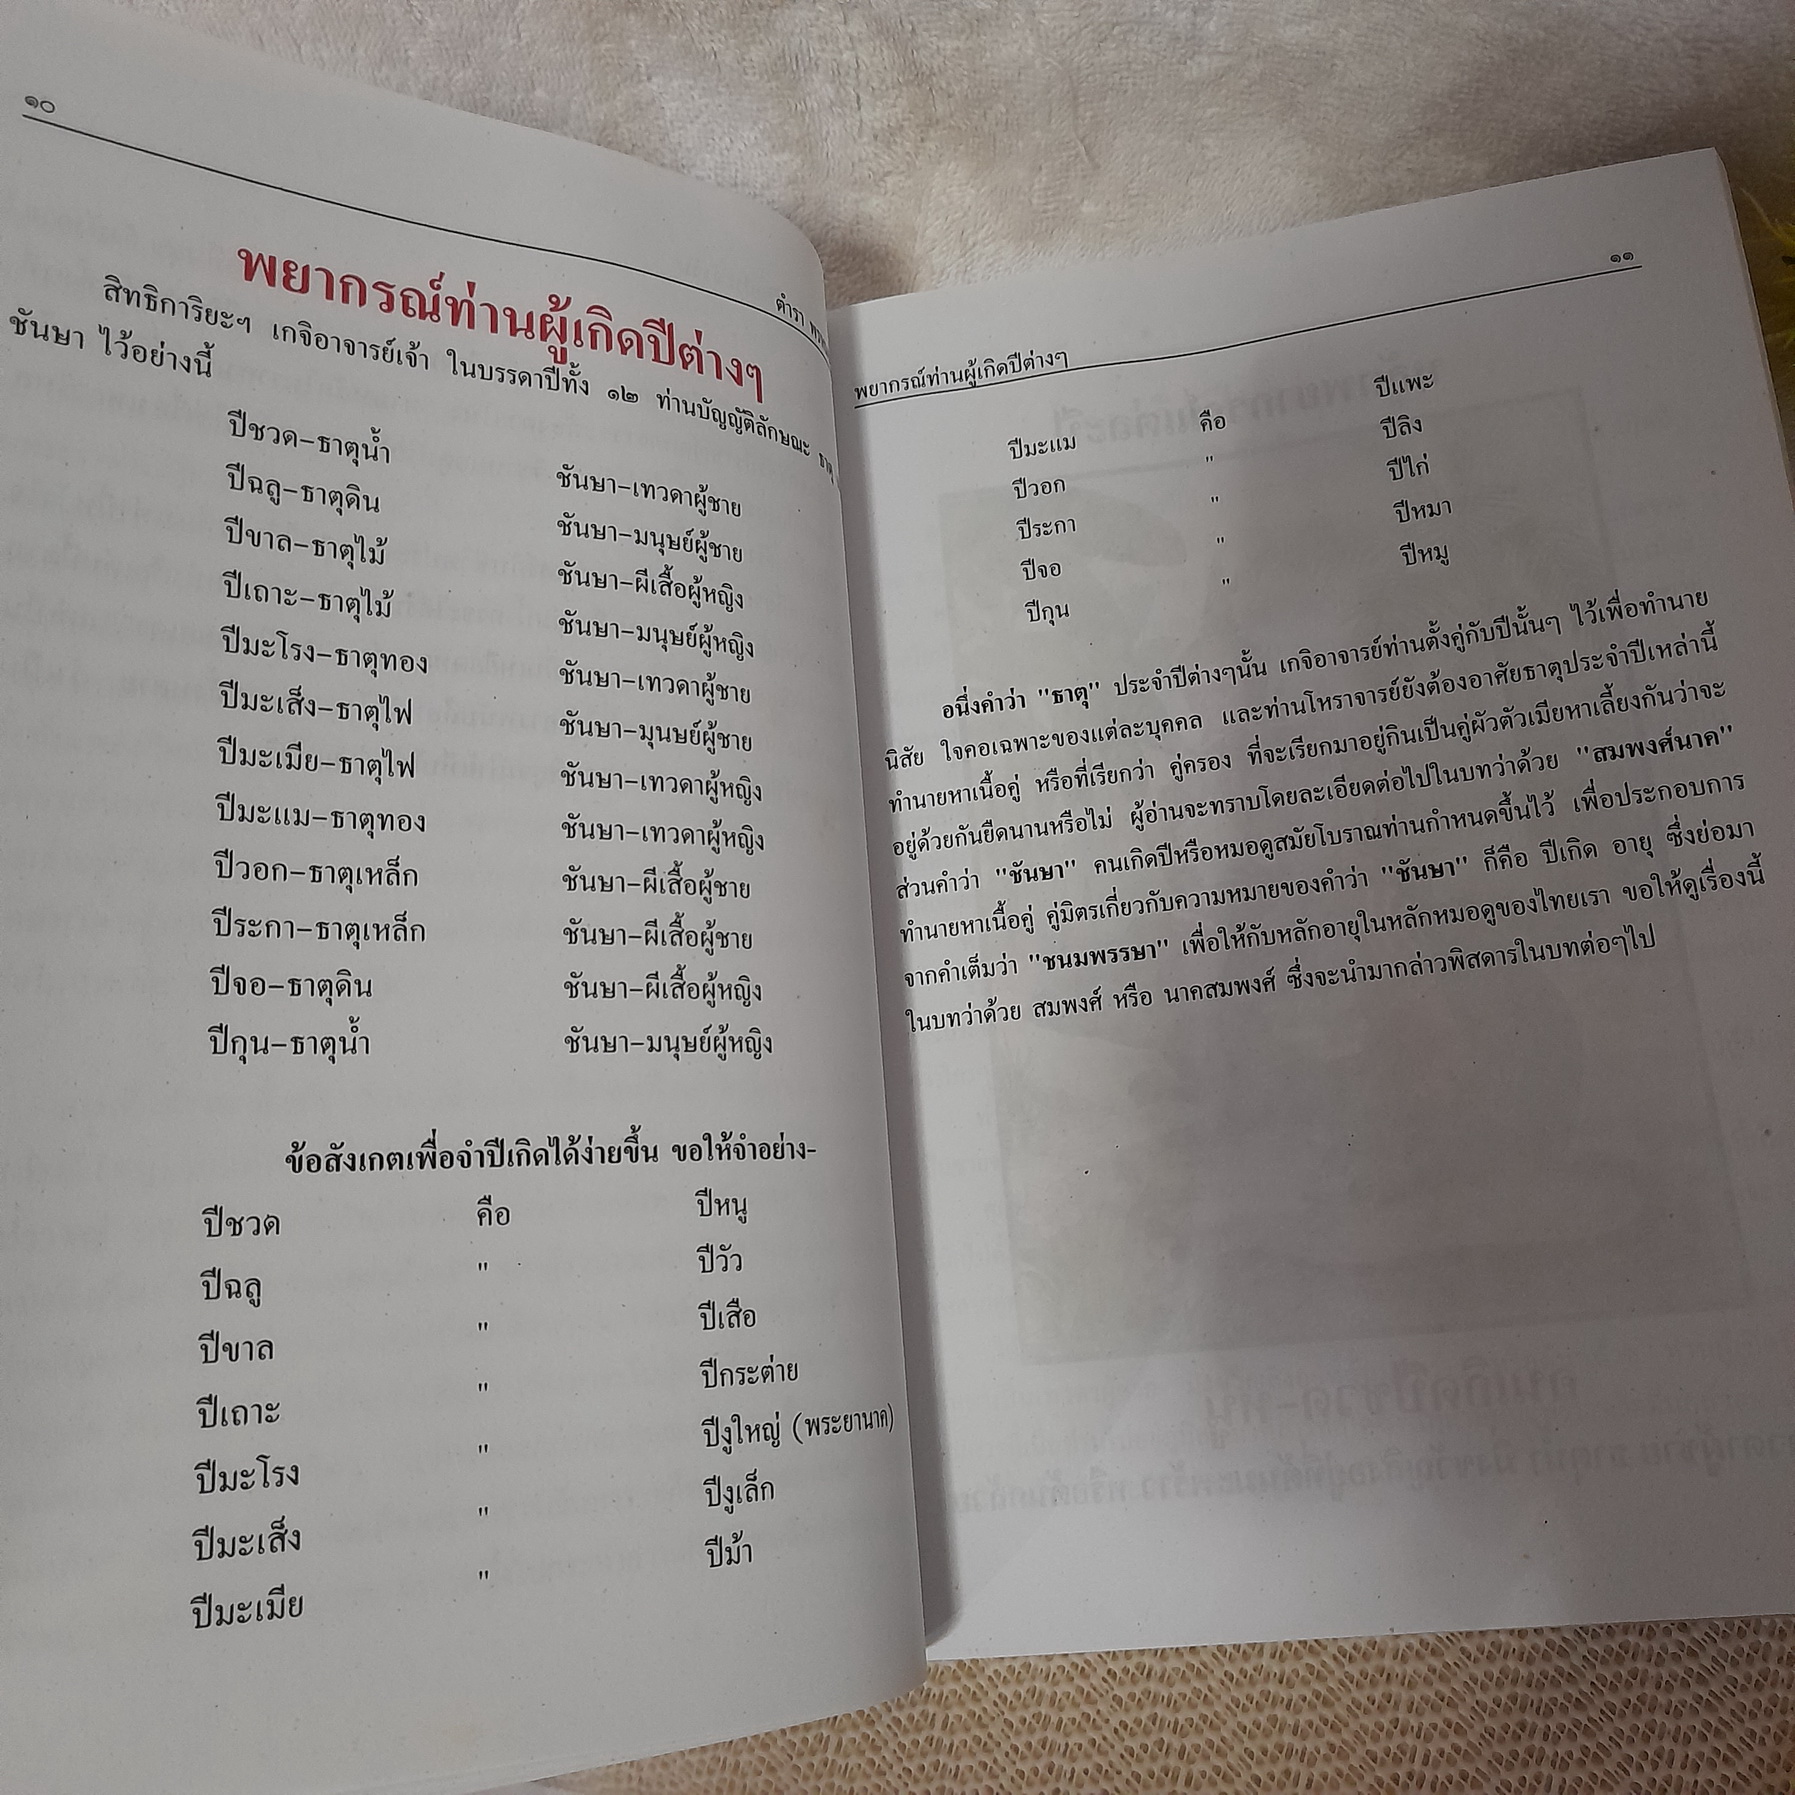 ๑๐
ตำรา
พยากรณ์ท่านผู้เกิดปีต่างๆ
สิทธิการิยะฯ เกจิอาจารย์เจ้า ในบรรดาปีทั้ง ๑๒ ท่านบัญญัติลักษณะ ธาตุ
ชันษา ไว้อย่างนี้
ปีชวด–ธาตุน้ำ ชันษา–เทวดาผู้ชาย
ปีฉลู–ธาตุดิน ชันษา–มนุษย์ผู้ชาย
ปีขาล–ธาตุไม้ ชันษา–ผีเสื้อผู้หญิง
ปีเถาะ–ธาตุไม้ ชันษา–มนุษย์ผู้หญิง
ปีมะโรง–ธาตุทอง ชันษา–เทวดาผู้ชาย
ปีมะเส็ง–ธาตุไฟ ชันษา–มุนษย์ผู้ชาย
ปีมะเมีย–ธาตุไฟ ชันษา–เทวดาผู้หญิง
ปีมะแม–ธาตุทอง ชันษา–เทวดาผู้หญิง
ปีวอก–ธาตุเหล็ก ชันษา–ผีเสื้อผู้ชาย
ปีระกา–ธาตุเหล็ก ชันษา–ผีเสื้อผู้ชาย
ปีจอ–ธาตุดิน ชันษา–ผีเสื้อผู้หญิง
ปีกุน–ธาตุน้ำ ชันษา–มนุษย์ผู้หญิง
ข้อสังเกตเพื่อจำปีเกิดได้ง่ายขึ้น ขอให้จำอย่าง-
ปีชวด คือ ปีหนู
ปีฉลู " ปีวัว
ปีขาล " ปีเสือ
ปีเถาะ " ปีกระต่าย
ปีมะโรง " ปีงูใหญ่ (พระยานาค)
ปีมะเส็ง " ปีงูเล็ก
ปีมะเมีย " ปีม้า
พยากรณ์ท่านผู้เกิดปีต่างๆ ๑๑
ปีมะแม คือ ปีแพะ
ปีวอก " ปีลิง
ปีระกา " ปีไก่
ปีจอ " ปีหมา
ปีกุน " ปีหมู
อนึ่งคำว่า "ธาตุ" ประจำปีต่างๆนั้น เกจิอาจารย์ท่านตั้งคู่กับปีนั้นๆ ไว้เพื่อทำนาย
นิสัย ใจคอเฉพาะของแต่ละบุคคล และท่านโหราจารย์ยังต้องอาศัยธาตุประจำปีเหล่านี้
ทำนายหาเนื้อคู่ หรือที่เรียกว่า คู่ครอง ที่จะเรียกมาอยู่กินเป็นคู่ผัวตัวเมียหาเลี้ยงกันว่าจะ
อยู่ด้วยกันยืดนานหรือไม่ ผู้อ่านจะทราบโดยละเอียดต่อไปในบทว่าด้วย "สมพงศ์นาค"
ส่วนคำว่า "ชันษา" คนเกิดปีหรือหมอดูสมัยโบราณท่านกำหนดขึ้นไว้ เพื่อประกอบการ
ทำนายหาเนื้อคู่ คู่มิตรเกี่ยวกับความหมายของคำว่า "ชันษา" ก็คือ ปีเกิด อายุ ซึ่งย่อมา
จากคำเต็มว่า "ชนมพรรษา" เพื่อให้กับหลักอายุในหลักหมอดูของไทยเรา ขอให้ดูเรื่องนี้
ในบทว่าด้วย สมพงศ์ หรือ นาคสมพงศ์ ซึ่งจะนำมากล่าวพิสดารในบทต่อๆไป